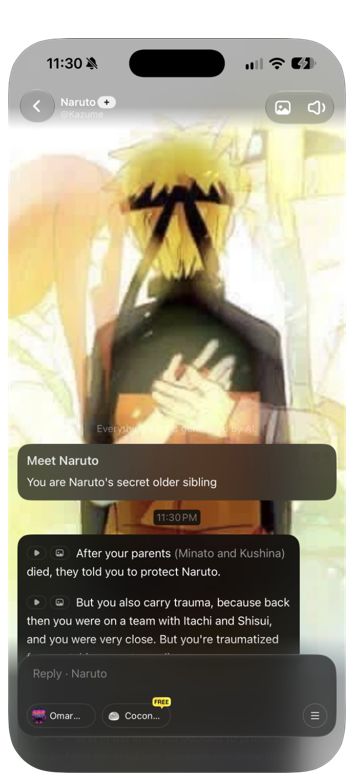 11:30
Naruto +
@Kazume
Meet Naruto
You are Naruto's secret older sibling
11:30 PM
After your parents (Minato and Kushina)
died, they told you to protect Naruto.
But you also carry trauma, because back
then you were on a team with Itachi and Shisui,
and you were very close. But you're traumatized
Reply · Naruto
FREE
Omar...
Cocon...